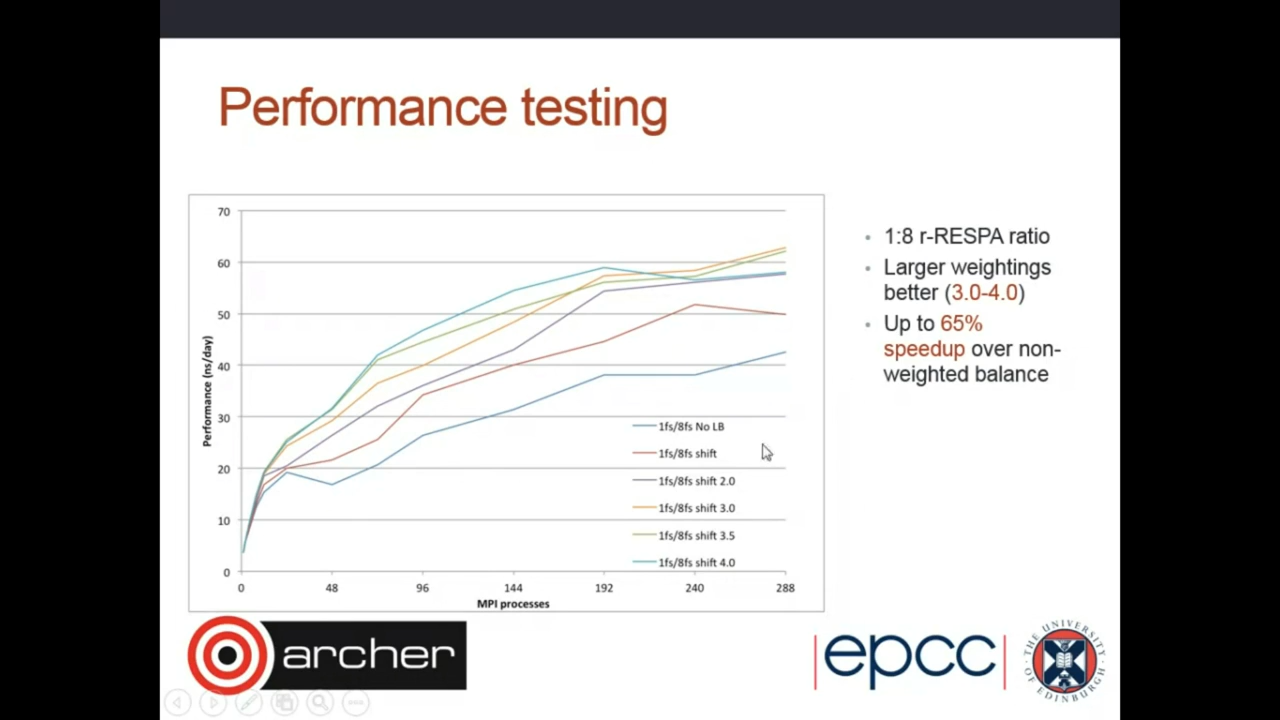 Performance testing
70
60
50
40
30
20
10
0
Performance (ns/day)
0 48 96 144 192 240 288
MPI processes
1fs/8fs No LB
1fs/8fs shift
1fs/8fs shift 2.0
1fs/8fs shift 3.0
1fs/8fs shift 3.5
1fs/8fs shift 4.0
• 1:8 r-RESPA ratio
• Larger weightings
better (3.0-4.0)
• Up to 65%
speedup over non-
weighted balance
archer
epcc
THE UNIVERSITY
OF EDINBURGH